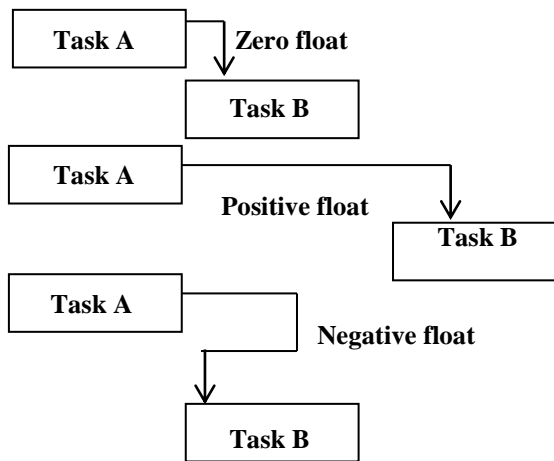 Task A
Zero float
Task B
Task A
Positive float
Task B
Task A
Negative float
Task B